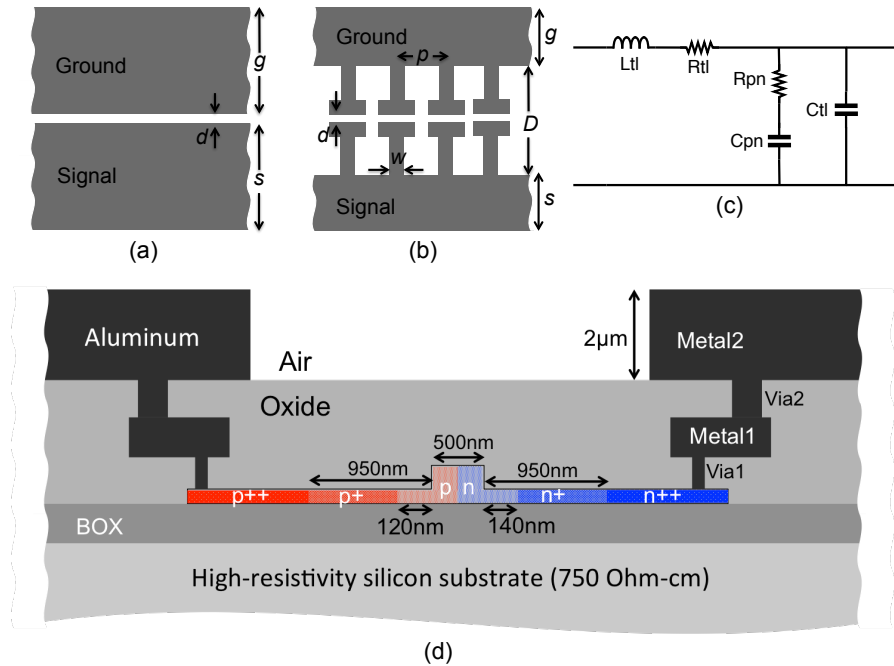 Ground
g
d
Signal
s
(a)
Ground
g
p
d
D
w
Signal
s
(b)
Ltl
Rtl
Rpn
Cpn
Ctl
(c)
Aluminum
Air
2μm
Metal2
Oxide
Via2
Metal1
500nm
950nm
950nm
Via1
p++
p+
p
n
n+
n++
120nm
140nm
BOX
High-resistivity silicon substrate (750 Ohm-cm)
(d)